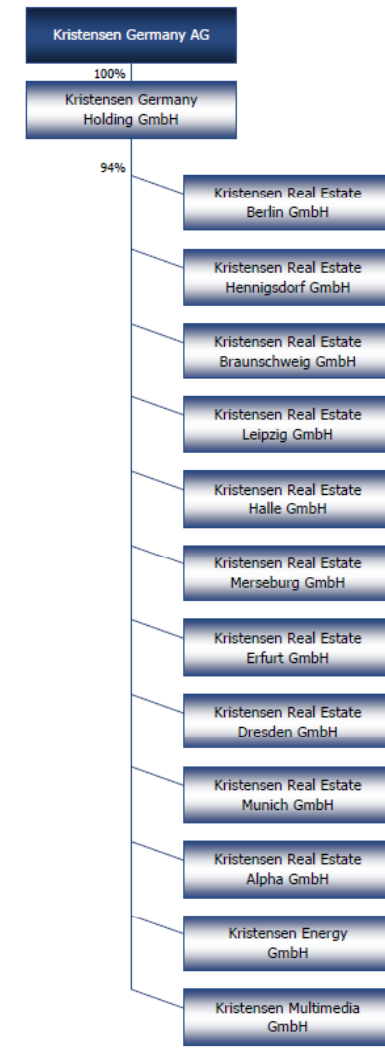 Kristensen Germany AG
100%
Kristensen Germany
Holding GmbH
94%
Kristensen Real Estate
Berlin GmbH
Kristensen Real Estate
Hennigsdorf GmbH
Kristensen Real Estate
Braunschweig GmbH
Kristensen Real Estate
Leipzig GmbH
Kristensen Real Estate
Halle GmbH
Kristensen Real Estate
Merseburg GmbH
Kristensen Real Estate
Erfurt GmbH
Kristensen Real Estate
Dresden GmbH
Kristensen Real Estate
Munich GmbH
Kristensen Real Estate
Alpha GmbH
Kristensen Energy
GmbH
Kristensen Multimedia
GmbH